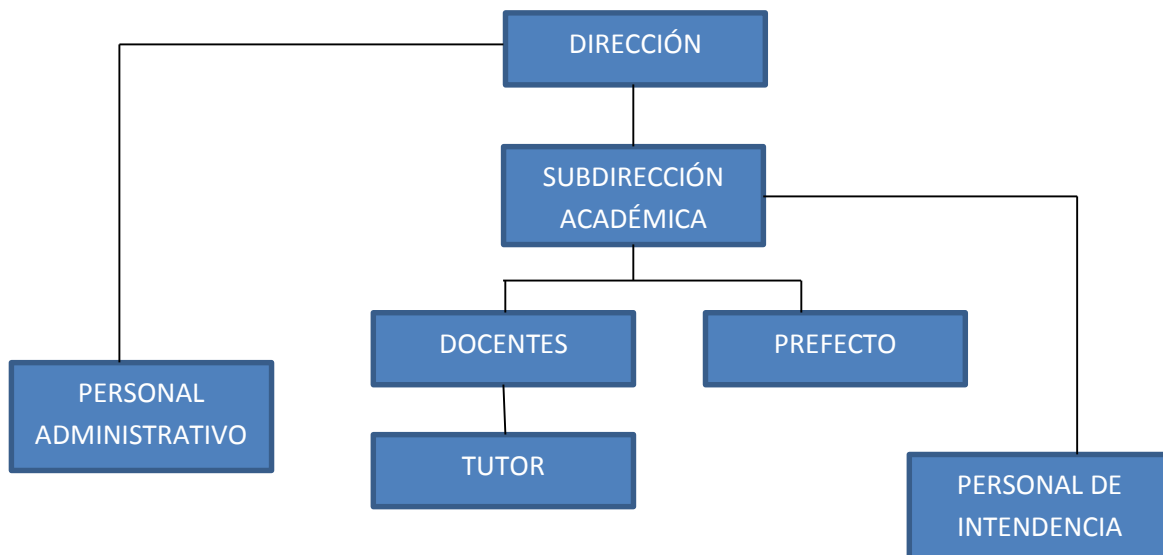 DIRECCIÓN
SUBDIRECCIÓN
ACADÉMICA
DOCENTES
PREFECTO
PERSONAL
ADMINISTRATIVO
TUTOR
PERSONAL DE
INTENDENCIA